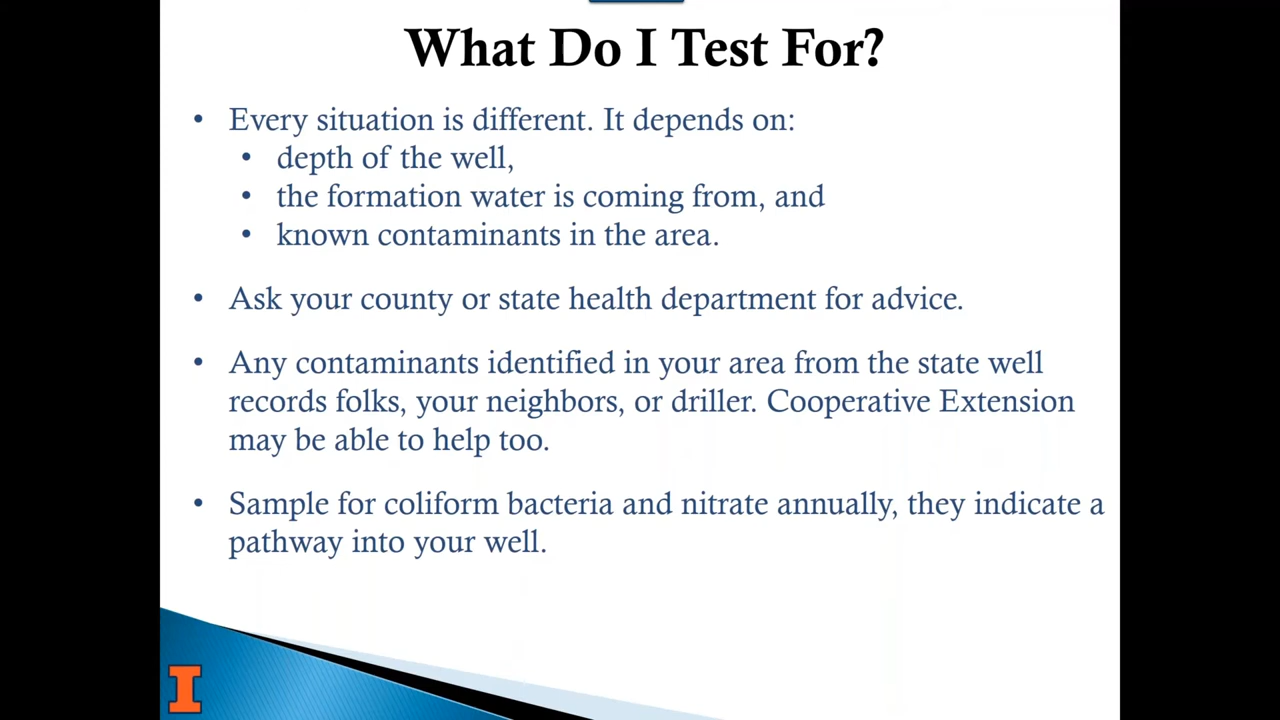 What Do I Test For?
• Every situation is different. It depends on:
• depth of the well,
• the formation water is coming from, and
• known contaminants in the area.
• Ask your county or state health department for advice.
• Any contaminants identified in your area from the state well
records folks, your neighbors, or driller. Cooperative Extension
may be able to help too.
• Sample for coliform bacteria and nitrate annually, they indicate a
pathway into your well.
I